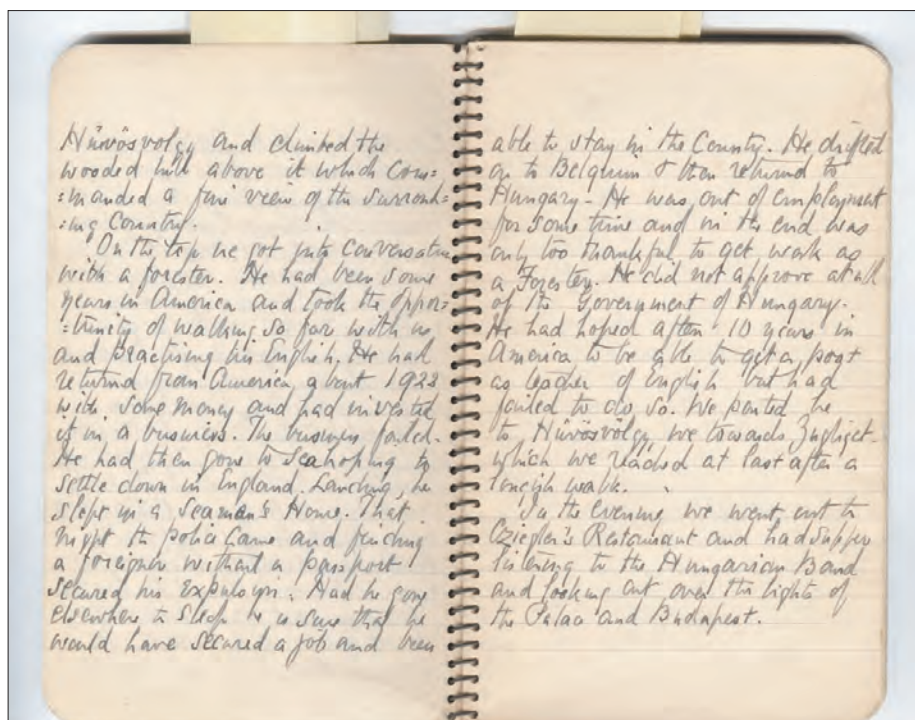 Hüvösvolgy and climbed the
wooded hill above it which com=
=manded a fine view of the surround=
=ing Country.
On the top we got into conversation
with a forester. He had been some
years in America and took the oppor=
=tunity of walking so far with us
and practising his English. He had
returned from America about 1922
with some money and had invested
it in a business. The business failed.
He had then gone to Sea hoping to
settle down in England. Landing, he
slept in a Seaman's Home. That
night the police came and finding
a foreigner without a passport
secured his expulsion. Had he gone
elsewhere to sleep he is sure that he
would have secured a job and been
able to stay in the Country. He drifted
on to Belgium & then returned to
Hungary - He was out of employment
for some time and in the end was
only too thankful to get work as
a Forester. He did not approve at all
of the Government of Hungary.
He had hoped after 10 years in
America to be able to get a post
as teacher of English but had
failed to do so. We parted he
to Hüvösvölgy we towards Zugliget
which we reached at last after a
longish walk.
In the Evening we went out to
Cziegler's Restaurant and had supper
listening to the Hungarian Band
and looking out over the lights of
the Palace and Budapest.